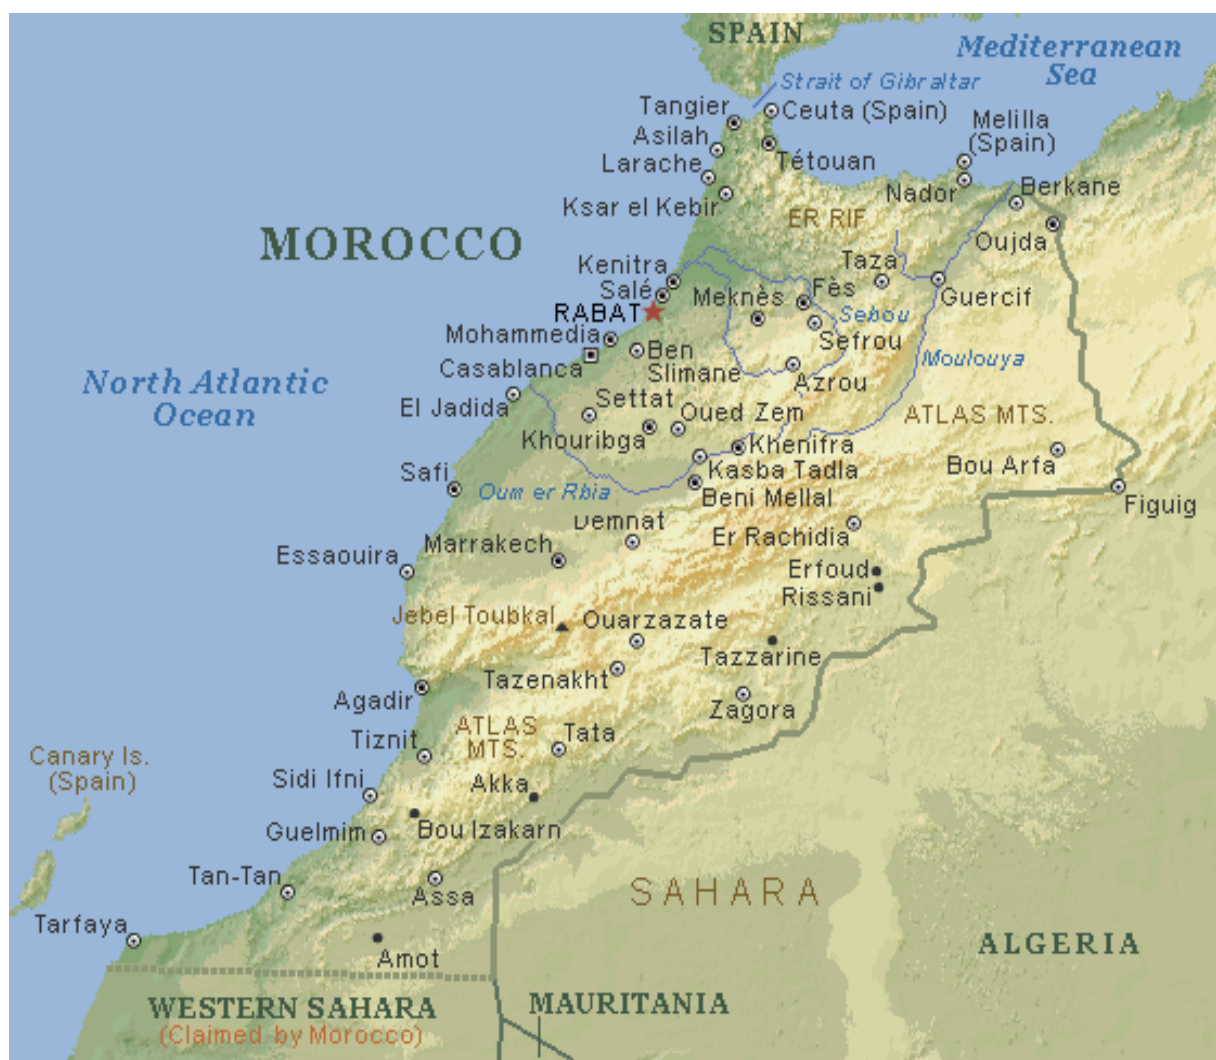 SPAIN
Mediterranean
Sea
Strait of Gibraltar
Tangier
Ceuta (Spain)
Asilah
Melilla
(Spain)
Larache
Tétouan
Nador
Berkane
Ksar el Kebir
ER RIF
MOROCCO
Oujda
Kenitra
Taza
Salé
Meknès
Fès
Guercif
RABAT
Sebou
Mohammedia
Sefrou
Ben
Slimane
Moulouya
Casablanca
Azrou
North Atlantic
Ocean
El Jadida
Settat
Oued Zem
ATLAS MTS.
Khouribga
Khenifra
Kasba Tadla
Bou Arfa
Safi
Oum er Rbia
Beni Mellal
Figuig
Demnat
Er Rachidia
Marrakech
Essaouira
Erfoud
Rissani
Jebel Toubkal
Ouarzazate
Tazzarine
Tazenakht
Agadir
Zagora
ATLAS
MTS.
Tata
Tiznit
Canary Is.
(Spain)
Sidi Ifni
Akka
Guelmim
Bou Izakarn
Tan-Tan
Assa
SAHARA
Tarfaya
Amot
ALGERIA
WESTERN SAHARA
(Claimed by Morocco)
MAURITANIA